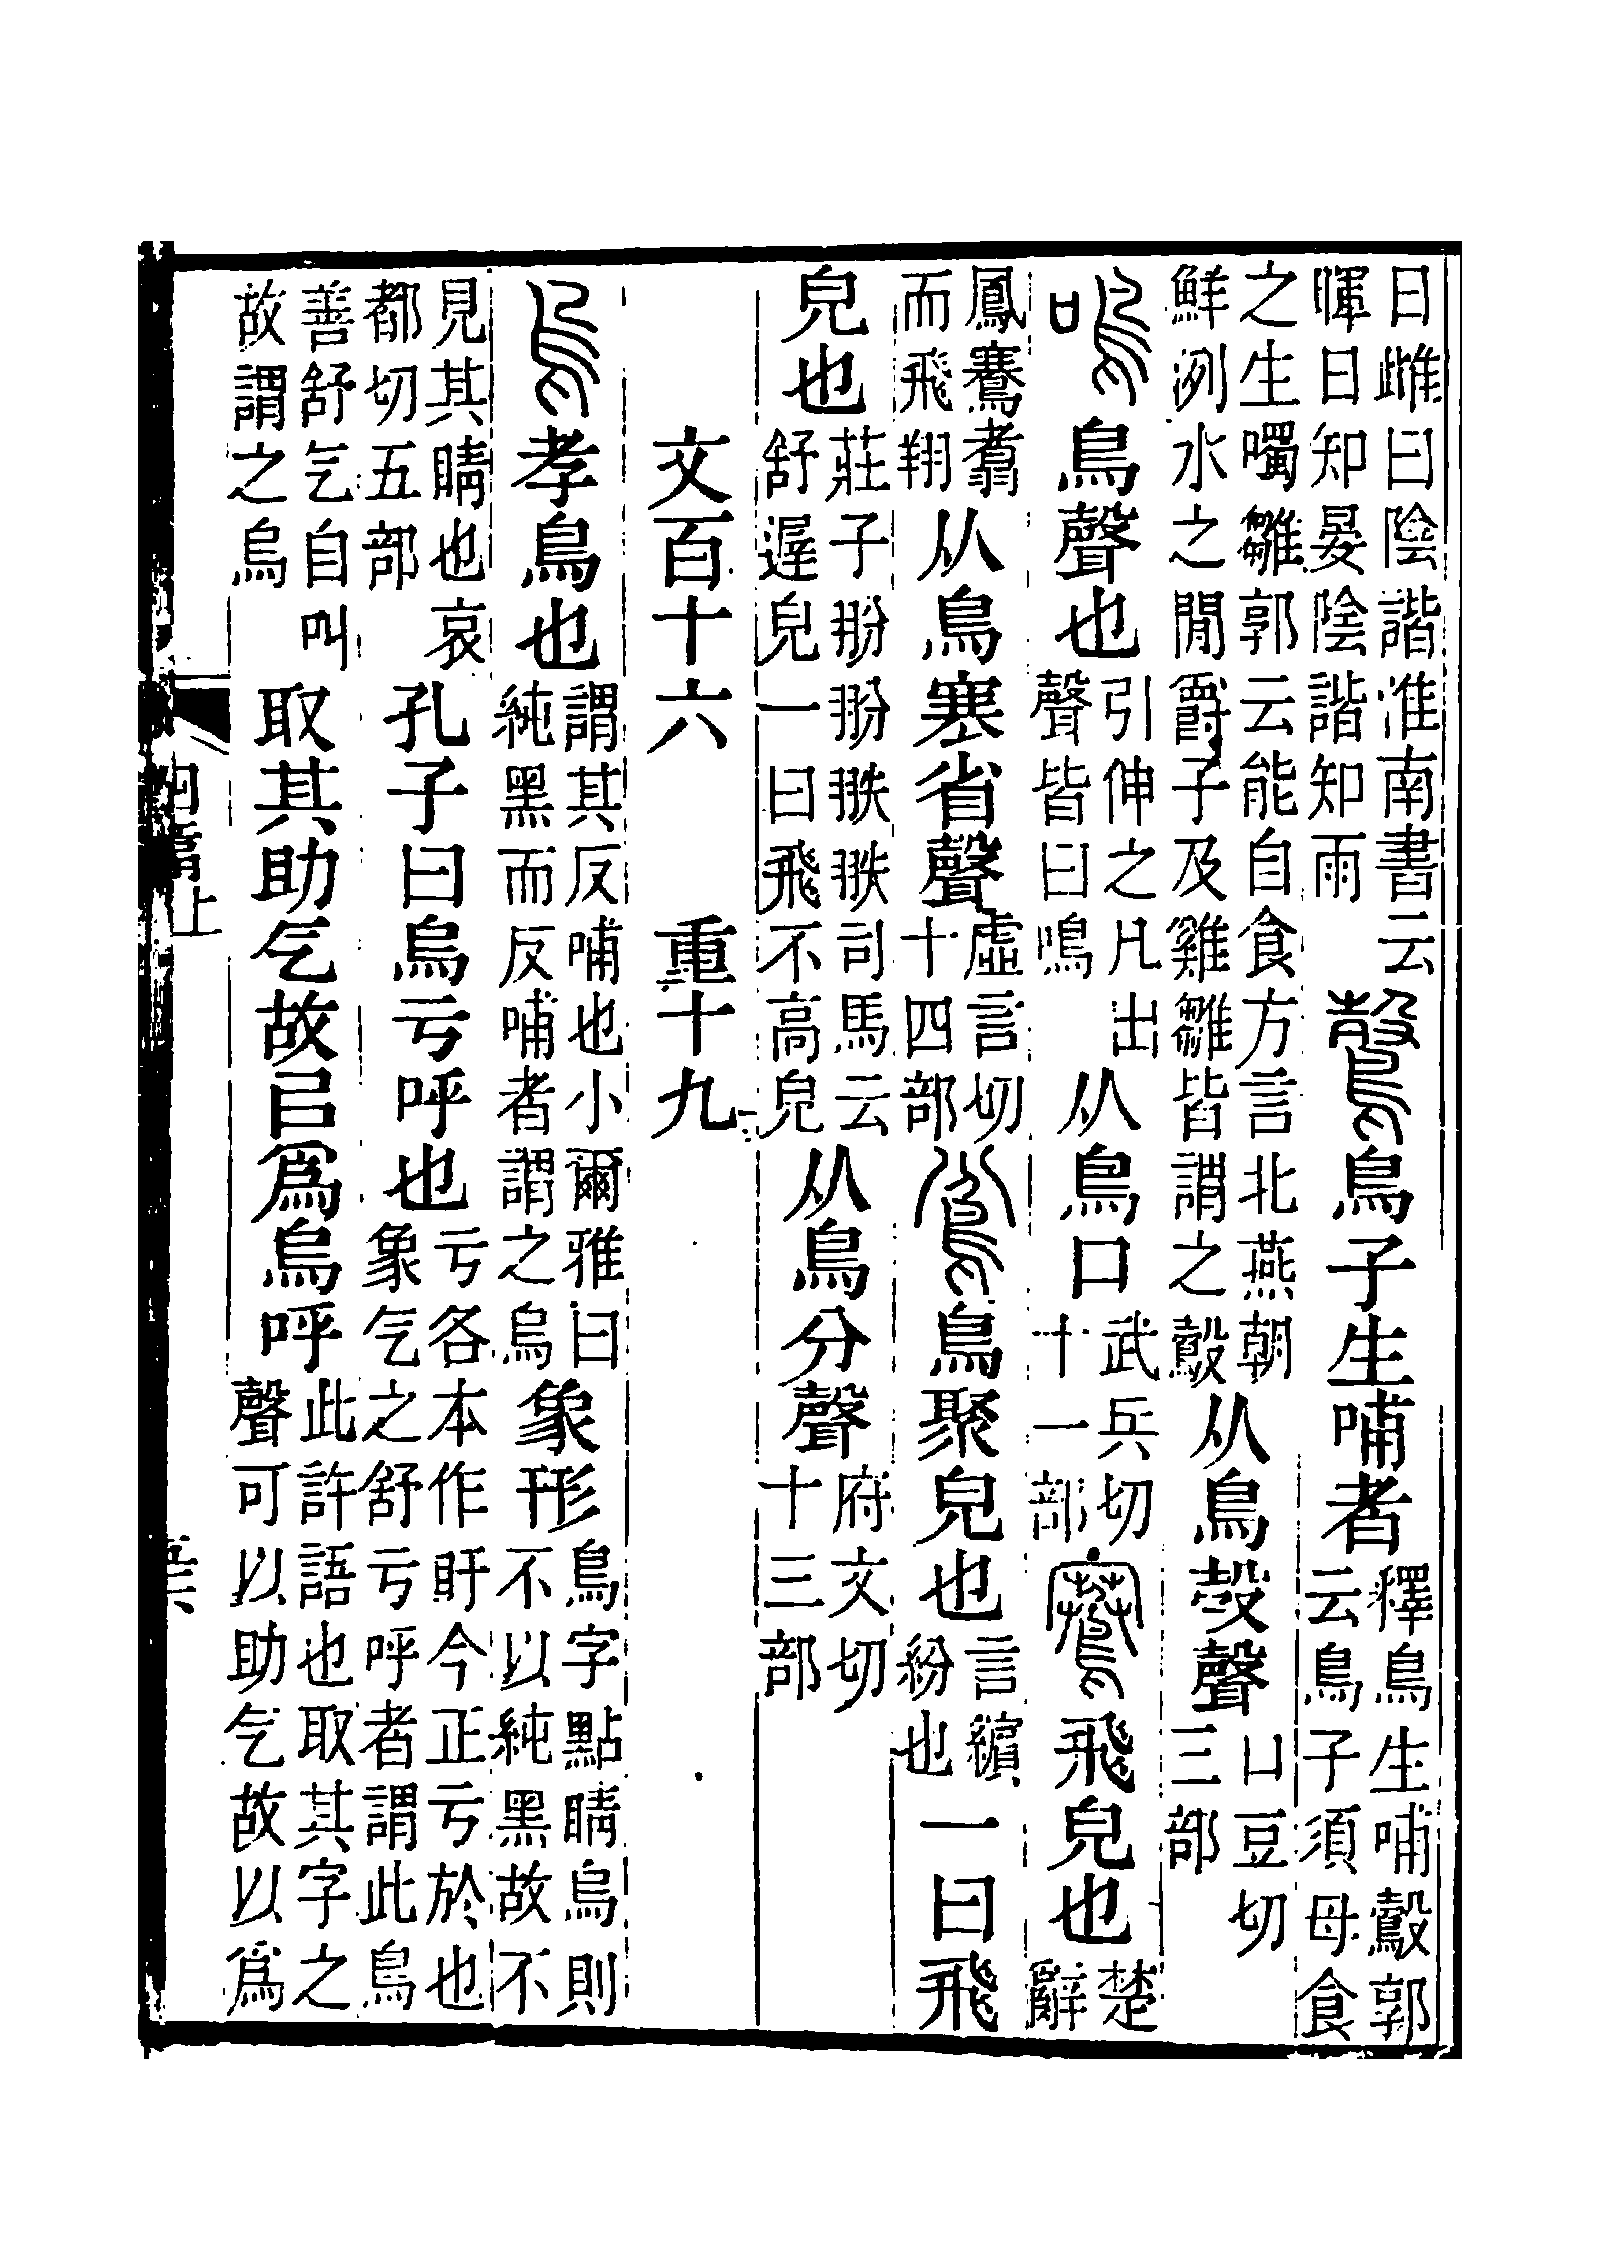 曰雌曰陰諧淮南書云暉日知晏陰諧知雨鷇鳥子生哺者釋鳥生哺鷇郭云鳥子須母食
之生噣雛郭云能自食方言北燕朝鮮洌水之閒爵子及雞雛皆謂之鷇从鳥㱿聲口豆切三部
鳴鳥聲也引伸之凡出聲皆曰鳴从鳥口武兵切十一部鶱飛皃也楚辭
鳳鶱翥而飛翔从鳥寒省聲虛言切十四部鳻鳥聚皃也言繽紛也一曰飛
皃也莊子翂翂翐翐司馬云舒遲皃一曰飛不高皃从鳥分聲府文切十三部
文百十六　重十九
烏孝鳥也謂其反哺也小爾雅曰純黑而反哺者謂之烏象形鳥字點睛烏則不以純黑故不
見其睛也哀都切五部孔子曰烏亏呼也亏各本作盱今正亏於也象气之舒亏呼者謂此鳥
善舒气自叫故謂之烏取其助气故㠯爲烏呼此許語也取其字之聲可以助气故以爲
四篇上